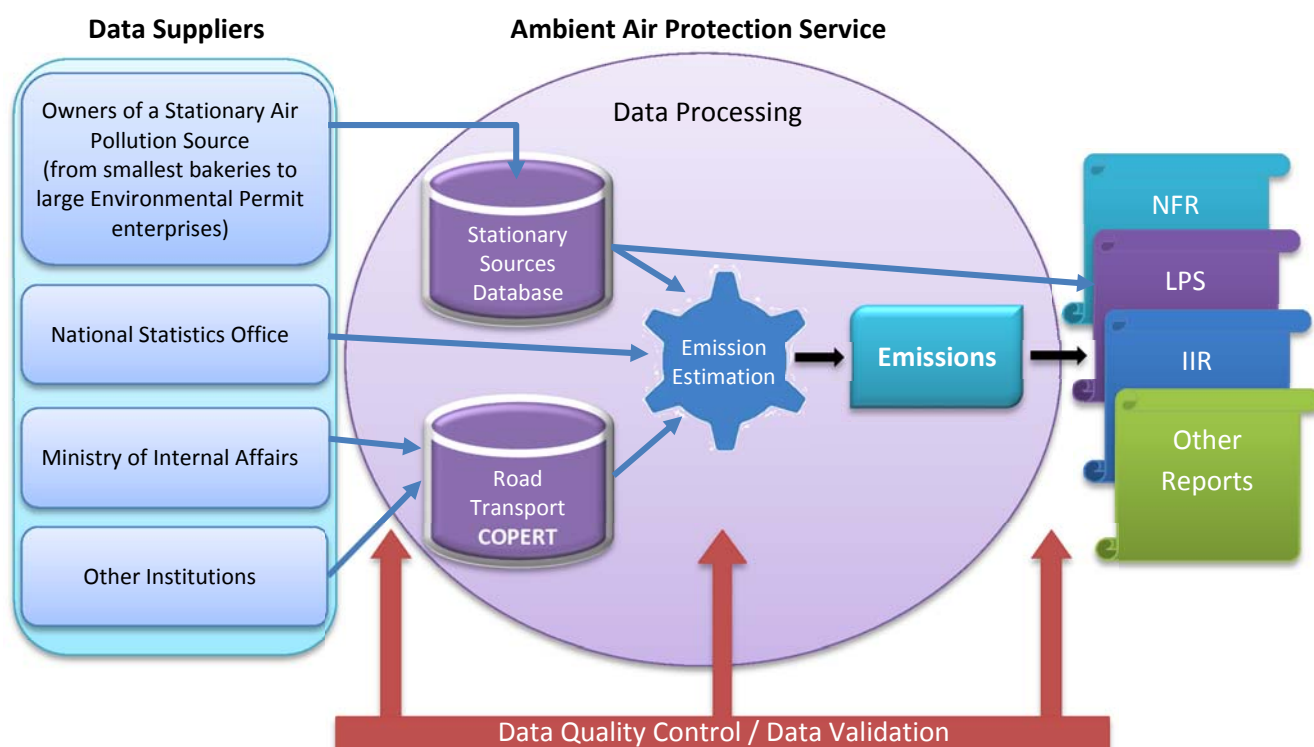 Data Suppliers
Ambient Air Protection Service
Owners of a Stationary Air
Pollution Source
(from smallest bakeries to
large Environmental Permit
enterprises)
National Statistics Office
Ministry of Internal Affairs
Other Institutions
Data Processing
Stationary
Sources
Database
Road
Transport
COPERT
Emission
Estimation
Emissions
NFR
LPS
IIR
Other
Reports
Data Quality Control / Data Validation